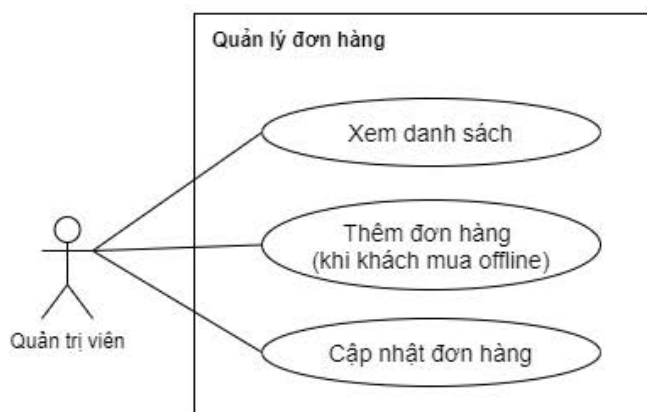 Quản lý đơn hàng
Xem danh sách
Thêm đơn hàng
(khi khách mua offline)
Quản trị viên
Cập nhật đơn hàng